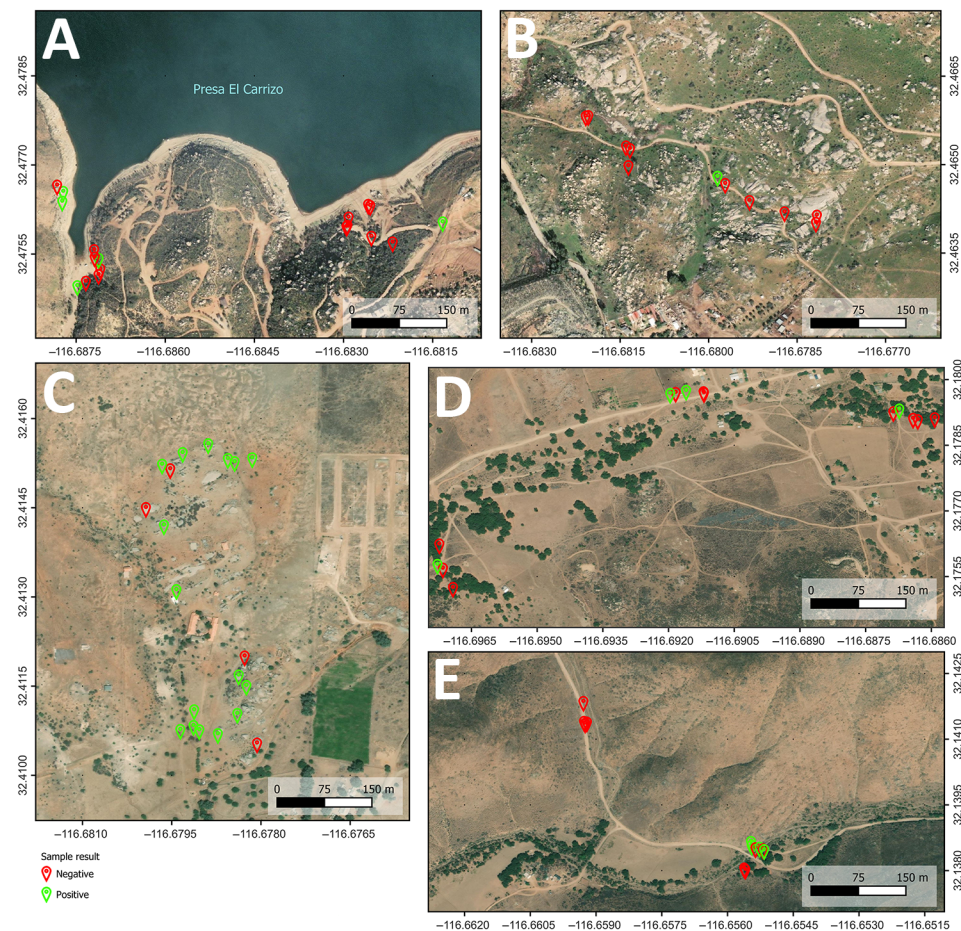 A
Presa El Carrizo
32.4785
32.4770
32.4755
0 75 150 m
−116.6875 −116.6860 −116.6845 −116.6830 −116.6815
B
32.4665
32.4650
32.4635
0 75 150 m
−116.6830 −116.6815 −116.6800 −116.6785 −116.6770
C
32.4160
32.4145
32.4130
32.4115
32.4100
0 75 150 m
−116.6810 −116.6795 −116.6780 −116.6765
D
32.1800
32.1785
32.1770
32.1755
0 75 150 m
−116.6965 −116.6950 −116.6935 −116.6920 −116.6905 −116.6890 −116.6875 −116.6860
E
32.1425
32.1410
32.1395
32.1380
0 75 150 m
−116.6620 −116.6605 −116.6590 −116.6575 −116.6560 −116.6545 −116.6530 −116.6515
Sample result
Negative
Positive